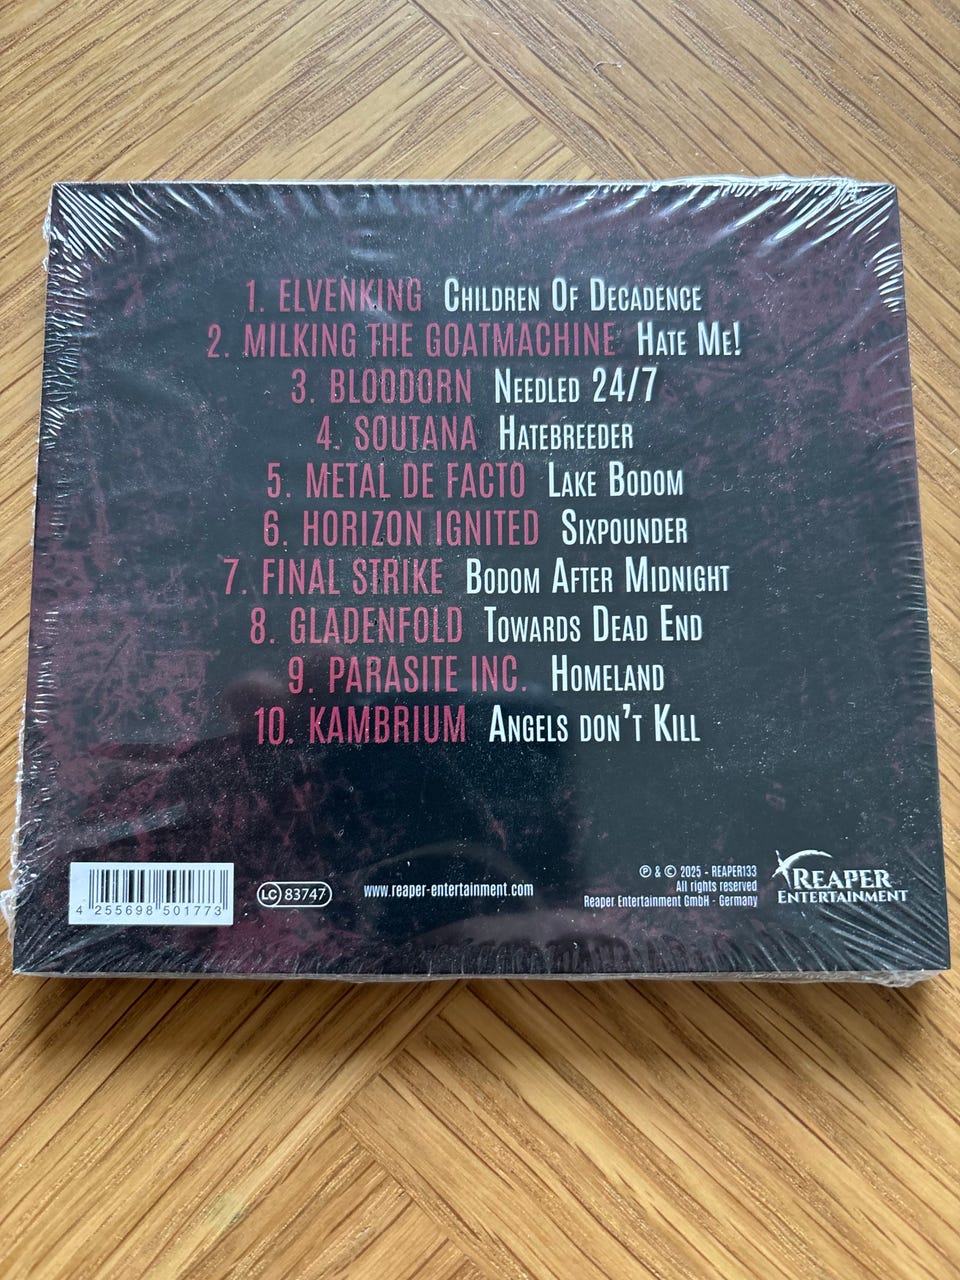 1. ELVENKING Children Of Decadence
2. MILKING THE GOATMACHINE Hate Me!
3. BLOODORN Needled 24/7
4. SOUTANA Hatebreeder
5. METAL DE FACTO Lake Bodom
6. HORIZON IGNITED Sixpounder
7. FINAL STRIKE Bodom After Midnight
8. GLADENFOLD Towards Dead End
9. PARASITE INC. Homeland
10. KAMBRIUM Angels don't Kill
4 255698 501773
LC 83747
www.reaper-entertainment.com
℗ & © 2025 - REAPER133
All rights reserved
Reaper Entertainment GmbH - Germany
REAPER
ENTERTAINMENT